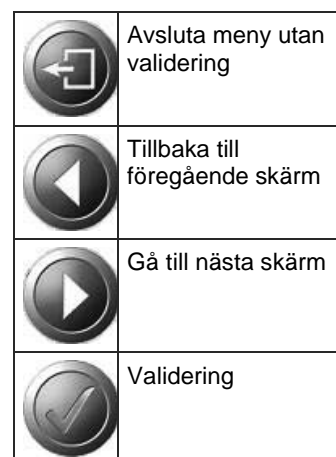 Avsluta meny utan
validering
Tillbaka till
föregående skärm
Gå till nästa skärm
Validering